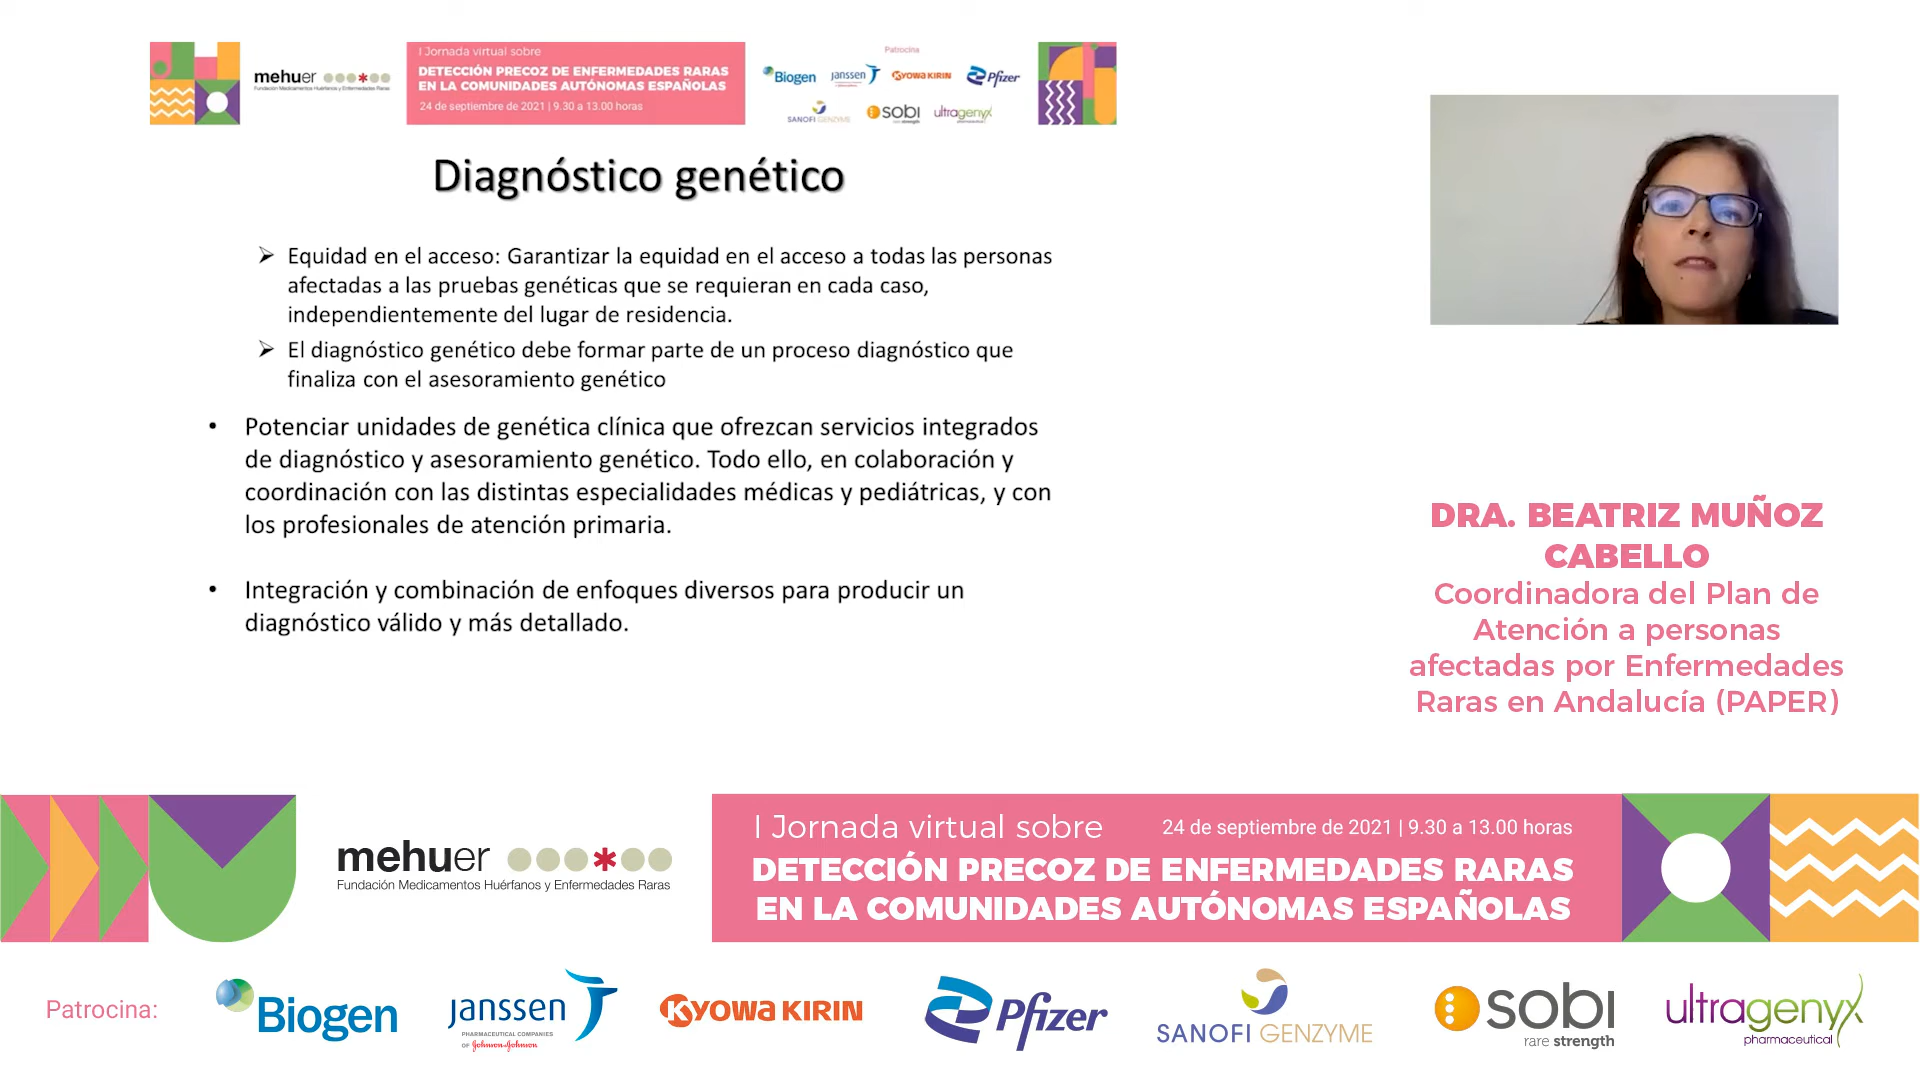 mehuer
Fundación Medicamentos Huérfanos y Enfermedades Raras
I Jornada virtual sobre
DETECCIÓN PRECOZ DE ENFERMEDADES RARAS
EN LA COMUNIDADES AUTÓNOMAS ESPAÑOLAS
24 de septiembre de 2021 | 9.30 a 13.00 horas
Patrocina
Biogen
janssen
KYOWA KIRIN
Pfizer
SANOFI GENZYME
sobi
rare strength
ultragenyx
pharmaceutical
Diagnóstico genético
Equidad en el acceso: Garantizar la equidad en el acceso a todas las personas
afectadas a las pruebas genéticas que se requieran en cada caso,
independientemente del lugar de residencia.
El diagnóstico genético debe formar parte de un proceso diagnóstico que
finaliza con el asesoramiento genético
• Potenciar unidades de genética clínica que ofrezcan servicios integrados
de diagnóstico y asesoramiento genético. Todo ello, en colaboración y
coordinación con las distintas especialidades médicas y pediátricas, y con
los profesionales de atención primaria.
• Integración y combinación de enfoques diversos para producir un
diagnóstico válido y más detallado.
DRA. BEATRIZ MUÑOZ
CABELLO
Coordinadora del Plan de
Atención a personas
afectadas por Enfermedades
Raras en Andalucía (PAPER)
mehuer
Fundación Medicamentos Huérfanos y Enfermedades Raras
I Jornada virtual sobre
24 de septiembre de 2021 | 9.30 a 13.00 horas
DETECCIÓN PRECOZ DE ENFERMEDADES RARAS
EN LA COMUNIDADES AUTÓNOMAS ESPAÑOLAS
Patrocina:
Biogen
janssen
PHARMACEUTICAL COMPANIES
OF Johnson & Johnson
KYOWA KIRIN
Pfizer
SANOFI GENZYME
sobi
rare strength
ultragenyx
pharmaceutical